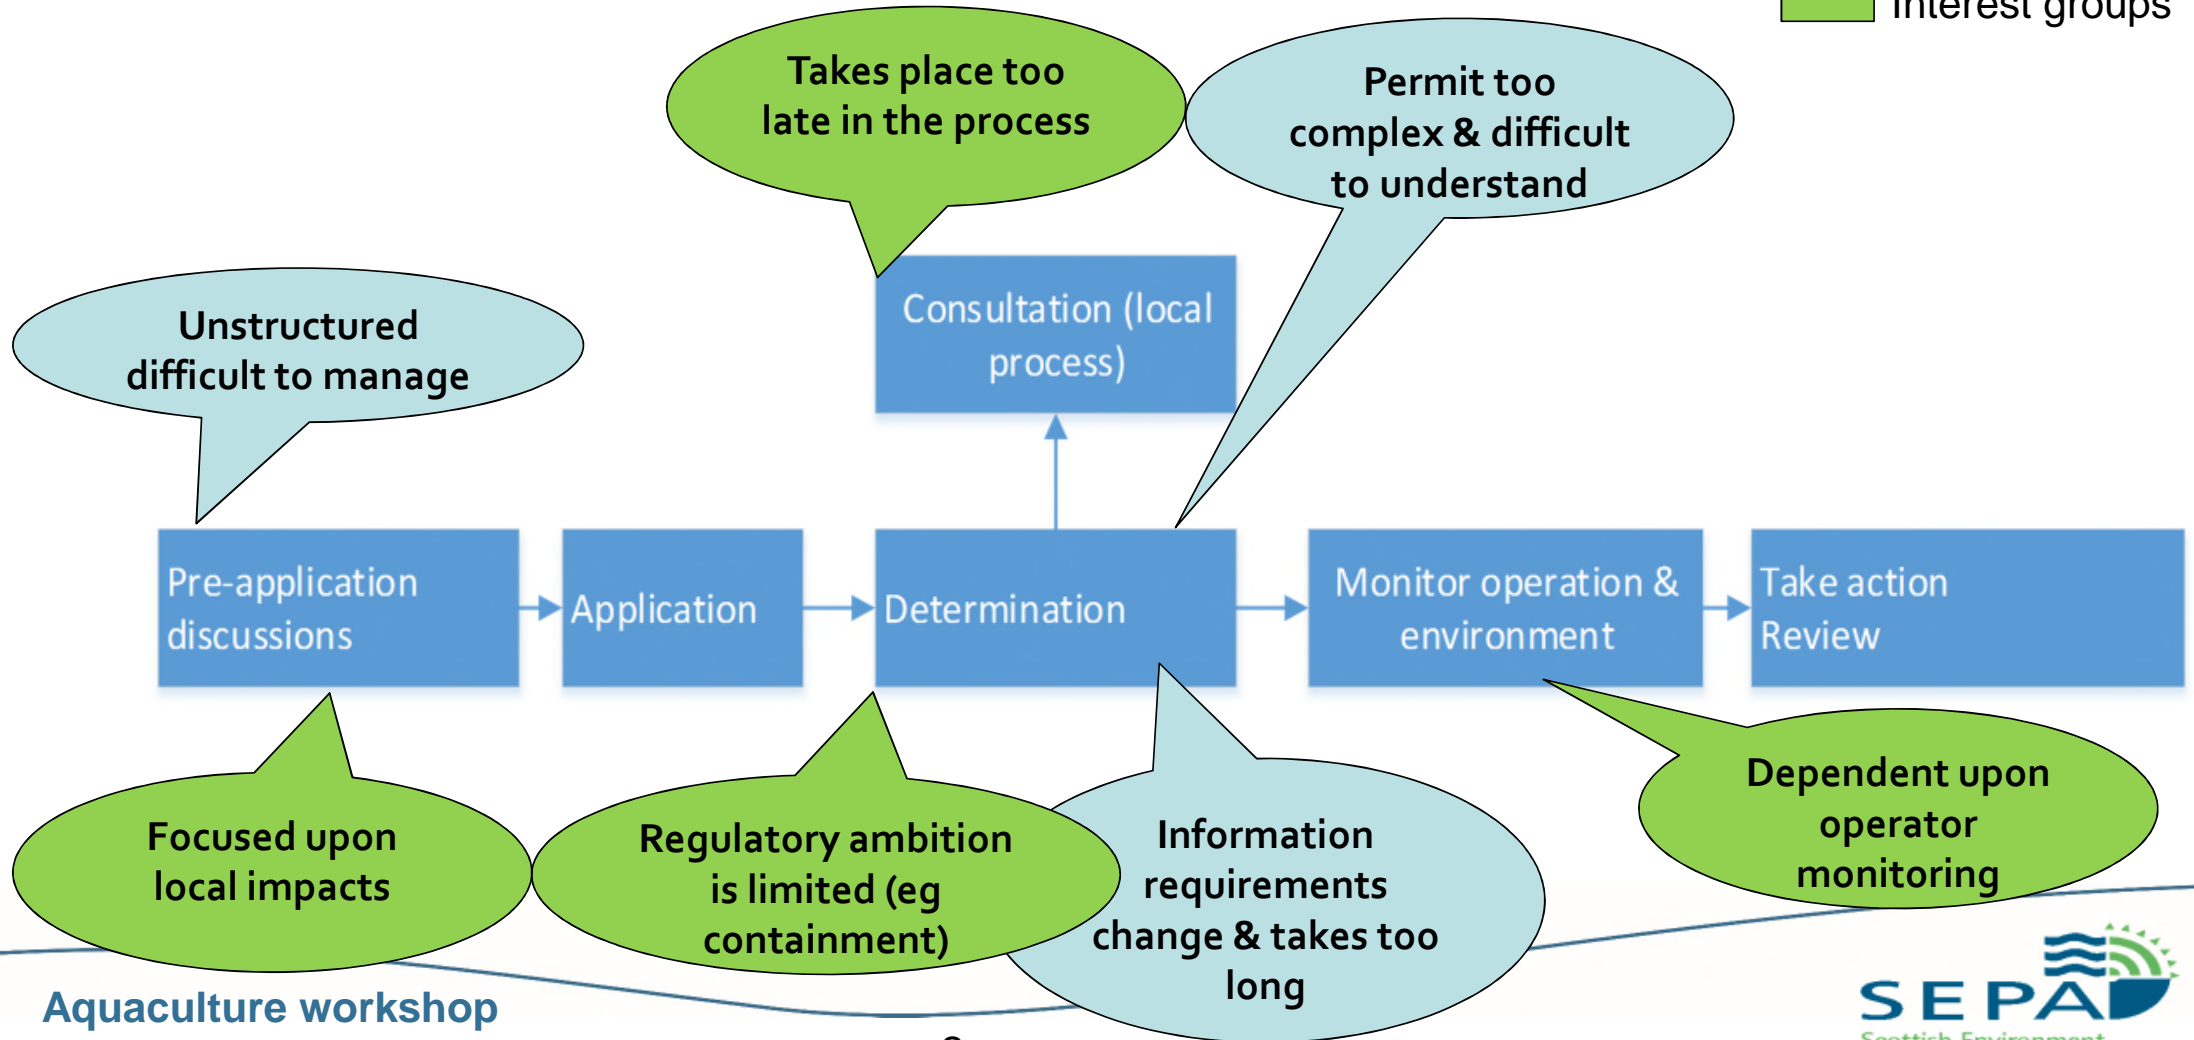 Interest groups
Takes place too
late in the process
Permit too
complex & difficult
to understand
Unstructured
difficult to manage
Consultation (local
process)
Pre-application
discussions
Application
Determination
Monitor operation &
environment
Take action
Review
Focused upon
local impacts
Regulatory ambition
is limited (eg
containment)
Information
requirements
change & takes too
long
Dependent upon
operator
monitoring
Aquaculture workshop
SEPA
Scottish Environment